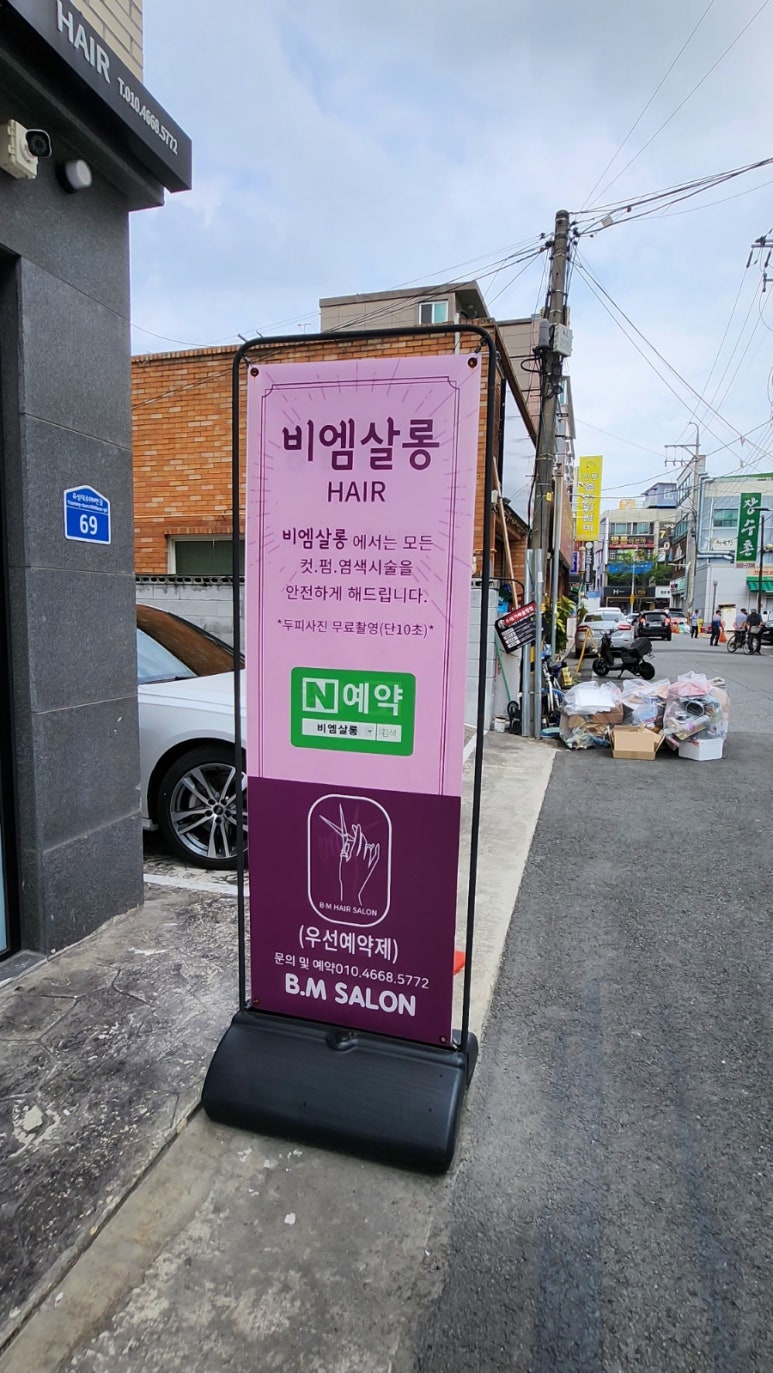 HAIR
T.010.4668.5772
69
비엠살롱
HAIR
비엠살롱 에서는 모든
컷.펌.염색시술을
안전하게 해드립니다.
*두피사진 무료촬영(단10초)*
N예약
비엠살롱 검색
B·M HAIR SALON
(우선예약제)
문의 및 예약010.4668.5772
B.M SALON
장수촌